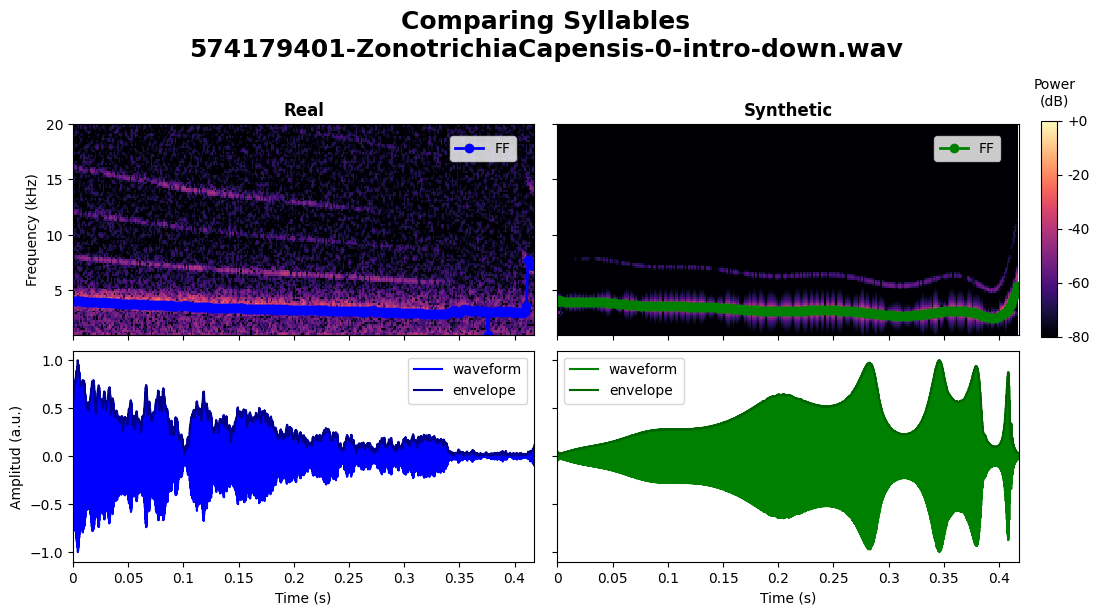 Comparing Syllables
574179401-ZonotrichiaCapensis-0-intro-down.wav
Power
(dB)
Real
Synthetic
20
15
10
5
Frequency (kHz)
FF
FF
+0
-20
-40
-60
-80
1.0
0.5
0.0
−0.5
−1.0
Amplitud (a.u.)
waveform
envelope
waveform
envelope
0 0.05 0.1 0.15 0.2 0.25 0.3 0.35 0.4
0 0.05 0.1 0.15 0.2 0.25 0.3 0.35 0.4
Time (s)
Time (s)